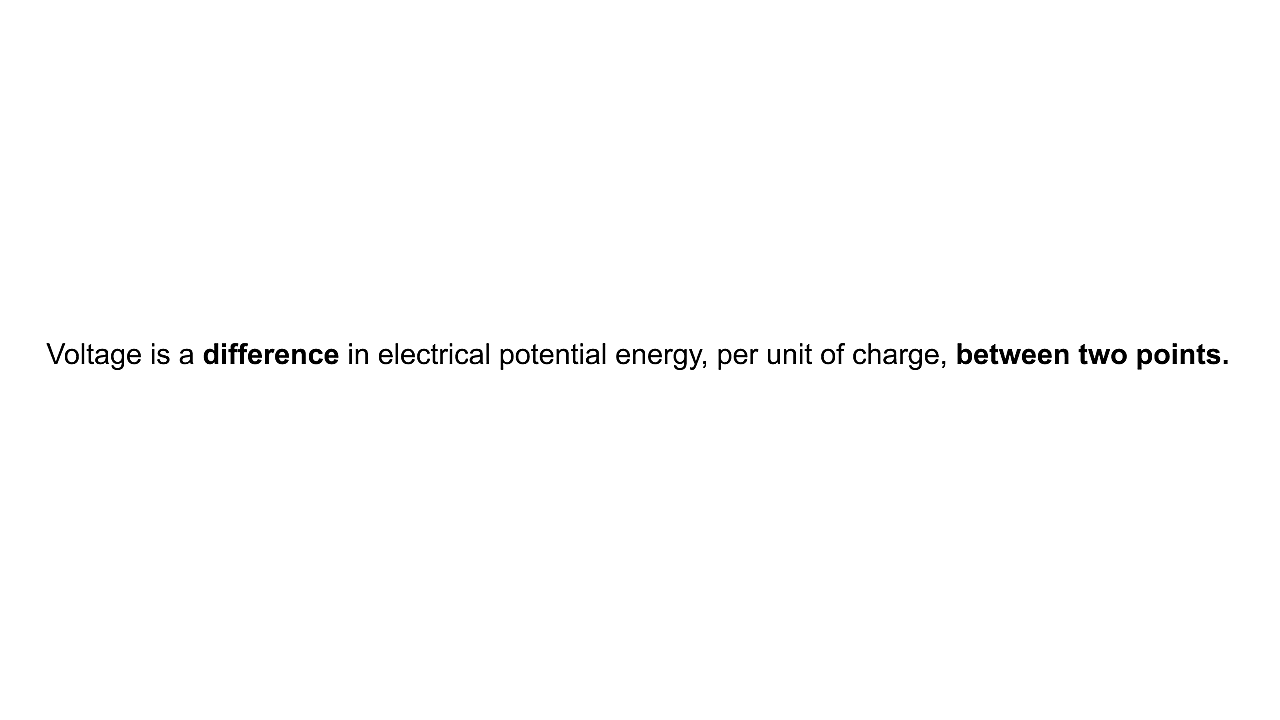 Voltage is a difference in electrical potential energy, per unit of charge, between two points.